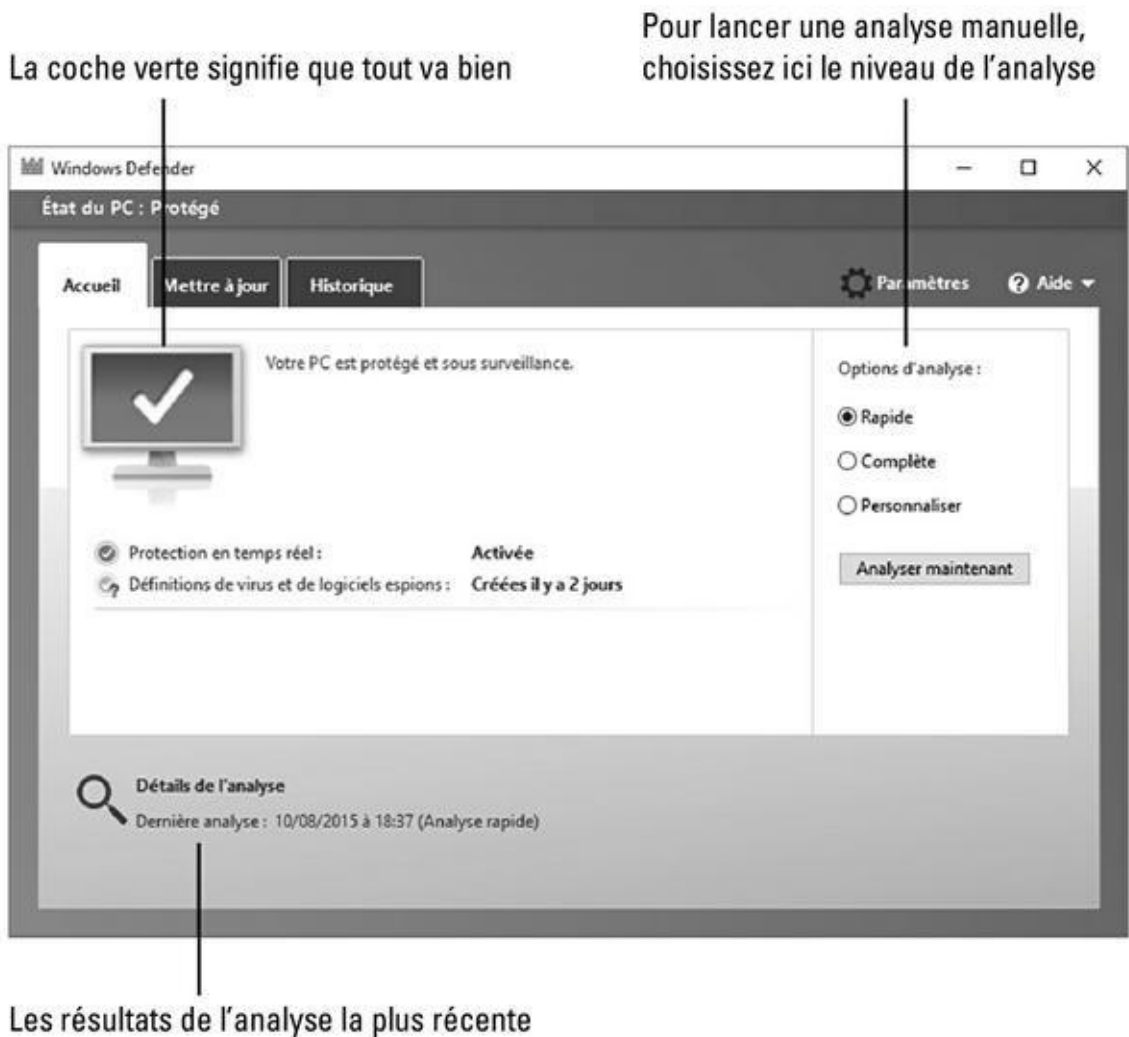 Pour lancer une analyse manuelle,
choisissez ici le niveau de l’analyse
La coche verte signifie que tout va bien
Windows Defender
État du PC : Protégé
Accueil
Mettre à jour
Historique
Paramètres
Aide
Votre PC est protégé et sous surveillance.
Options d'analyse :
Rapide
Complète
Personnaliser
Analyser maintenant
Protection en temps réel : Activée
Définitions de virus et de logiciels espions : Créées il y a 2 jours
Détails de l'analyse
Dernière analyse : 10/08/2015 à 18:37 (Analyse rapide)
Les résultats de l’analyse la plus récente